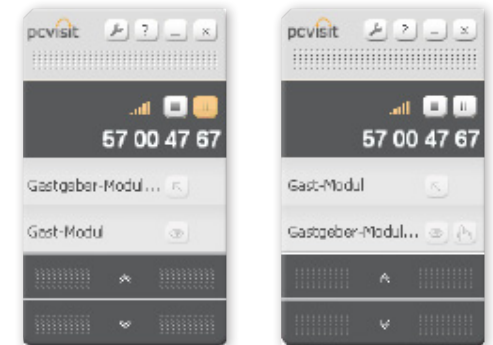 pcvisit
57 00 47 67
Gastgeber-Modul...
Gast-Modul
pcvisit
57 00 47 67
Gast-Modul
Gastgeber-Modul...